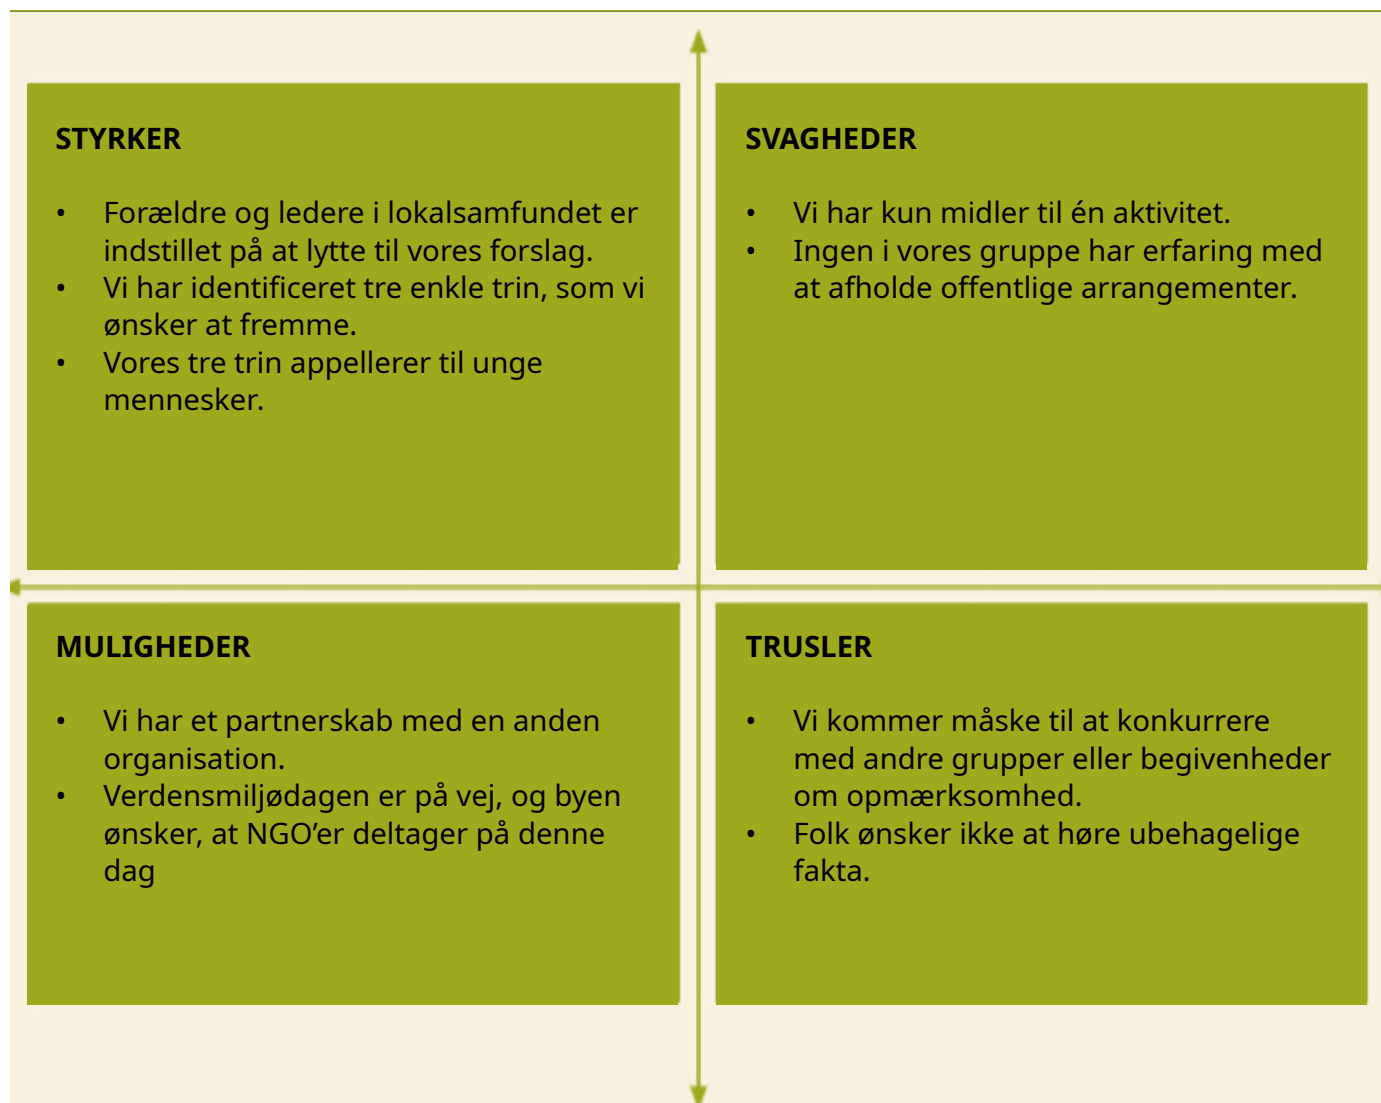 STYRKER
• Forældre og ledere i lokalsamfundet er
indstillet på at lytte til vores forslag.
• Vi har identificeret tre enkle trin, som vi
ønsker at fremme.
• Vores tre trin appellerer til unge
mennesker.
SVAGHEDER
• Vi har kun midler til én aktivitet.
• Ingen i vores gruppe har erfaring med
at afholde offentlige arrangementer.
MULIGHEDER
• Vi har et partnerskab med en anden
organisation.
• Verdensmiljødagen er på vej, og byen
ønsker, at NGO’er deltager på denne
dag
TRUSLER
• Vi kommer måske til at konkurrere
med andre grupper eller begivenheder
om opmærksomhed.
• Folk ønsker ikke at høre ubehagelige
fakta.